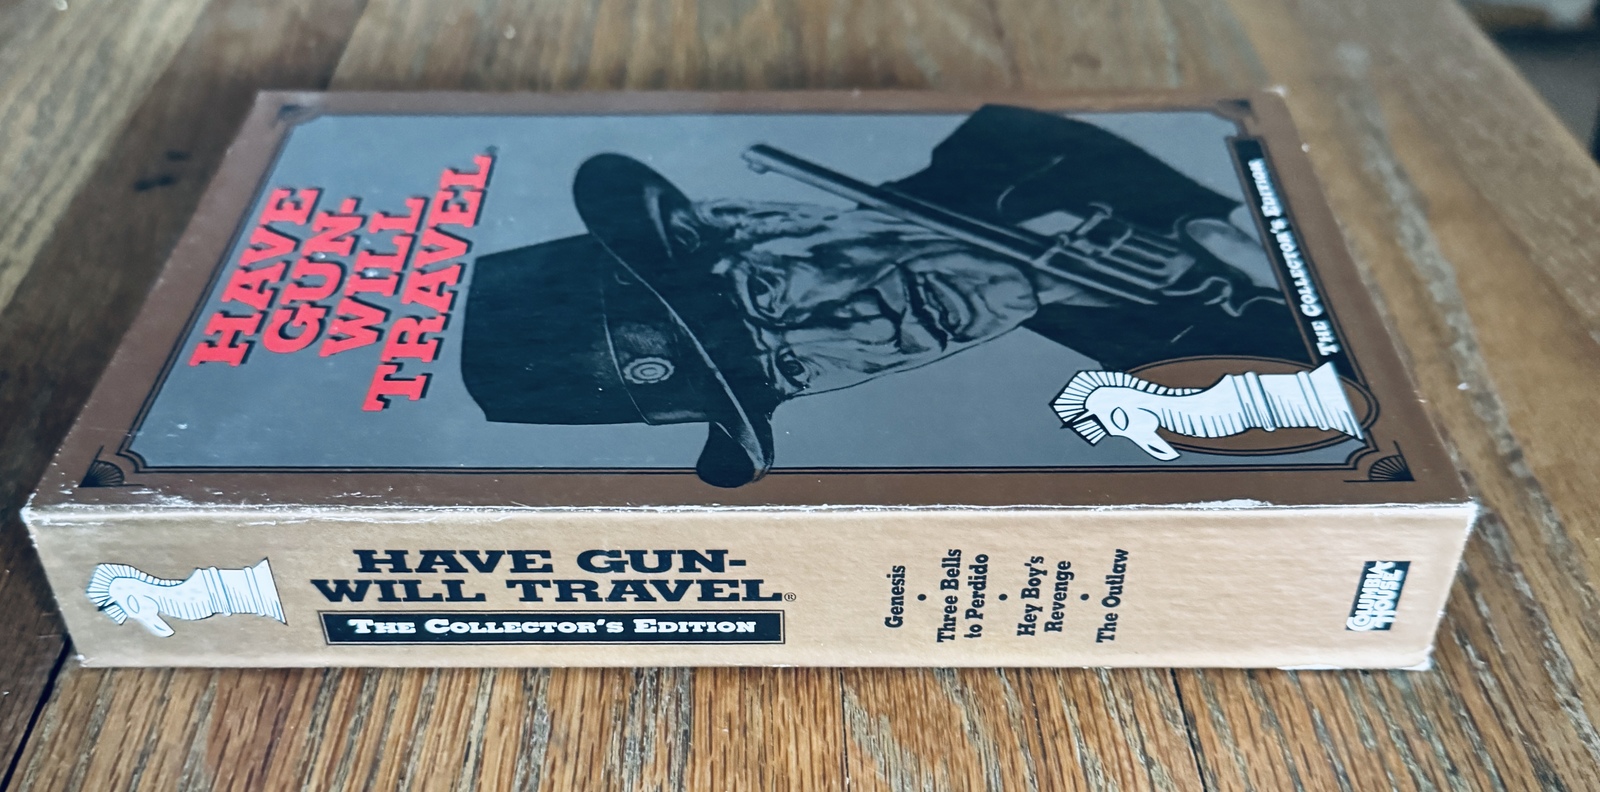 HAVE
GUN-
WILL
TRAVEL®
THE COLLECTOR'S EDITION
HAVE GUN-
WILL TRAVEL®
THE COLLECTOR'S EDITION
Genesis
•
Three Bells
to Perdido
•
Hey Boy's
Revenge
•
The Outlaw
COLUMBIA
HOUSE